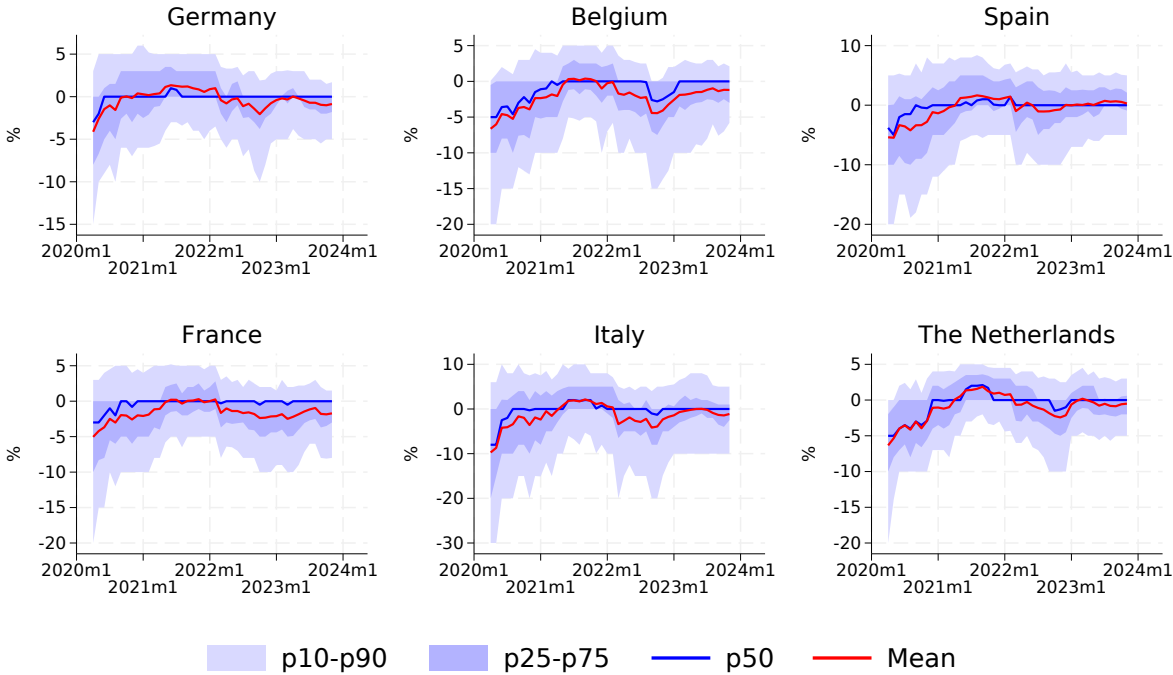 Germany
Belgium
Spain
5
0
-5
-10
-15
%
2020m1
2021m1
2022m1
2023m1
2024m1
5
0
-5
-10
-15
-20
%
2020m1
2021m1
2022m1
2023m1
2024m1
10
0
-10
-20
%
2020m1
2021m1
2022m1
2023m1
2024m1
France
Italy
The Netherlands
5
0
-5
-10
-15
-20
%
2020m1
2021m1
2022m1
2023m1
2024m1
10
0
-10
-20
-30
%
2020m1
2021m1
2022m1
2023m1
2024m1
5
0
-5
-10
-15
-20
%
2020m1
2021m1
2022m1
2023m1
2024m1
p10-p90 p25-p75 p50 Mean